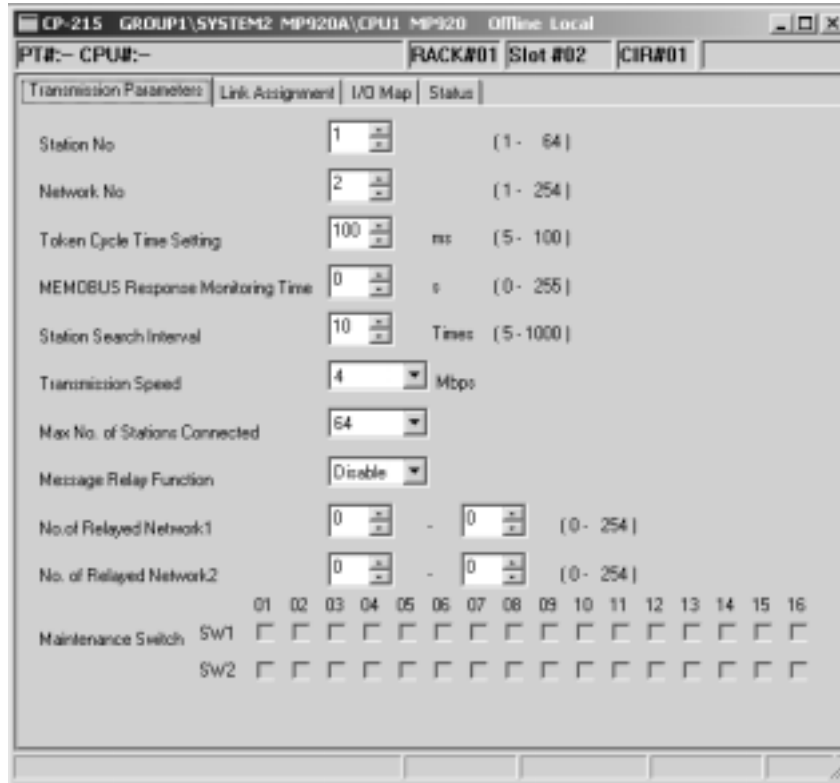 CP-215 GROUP1\SYSTEM2 MP920A\CPU1 MP920 Offline Local
PT#:- CPU#:- RACK#01 Slot #02 CIR#01
Transmission Parameters Link Assignment I/O Map Status
Station No 1 (1 - 64)
Network No 2 (1 - 254)
Token Cycle Time Setting 100 ms (5 - 100)
MEMOBUS Response Monitoring Time 0 s (0 - 255)
Station Search Interval 10 Times (5 - 1000)
Transmission Speed 4 Mbps
Max No. of Stations Connected 64
Message Relay Function Disable
No.of Relayed Network1 0 - 0 (0 - 254)
No. of Relayed Network2 0 - 0 (0 - 254)
01 02 03 04 05 06 07 08 09 10 11 12 13 14 15 16
Maintenance Switch SW1
SW2